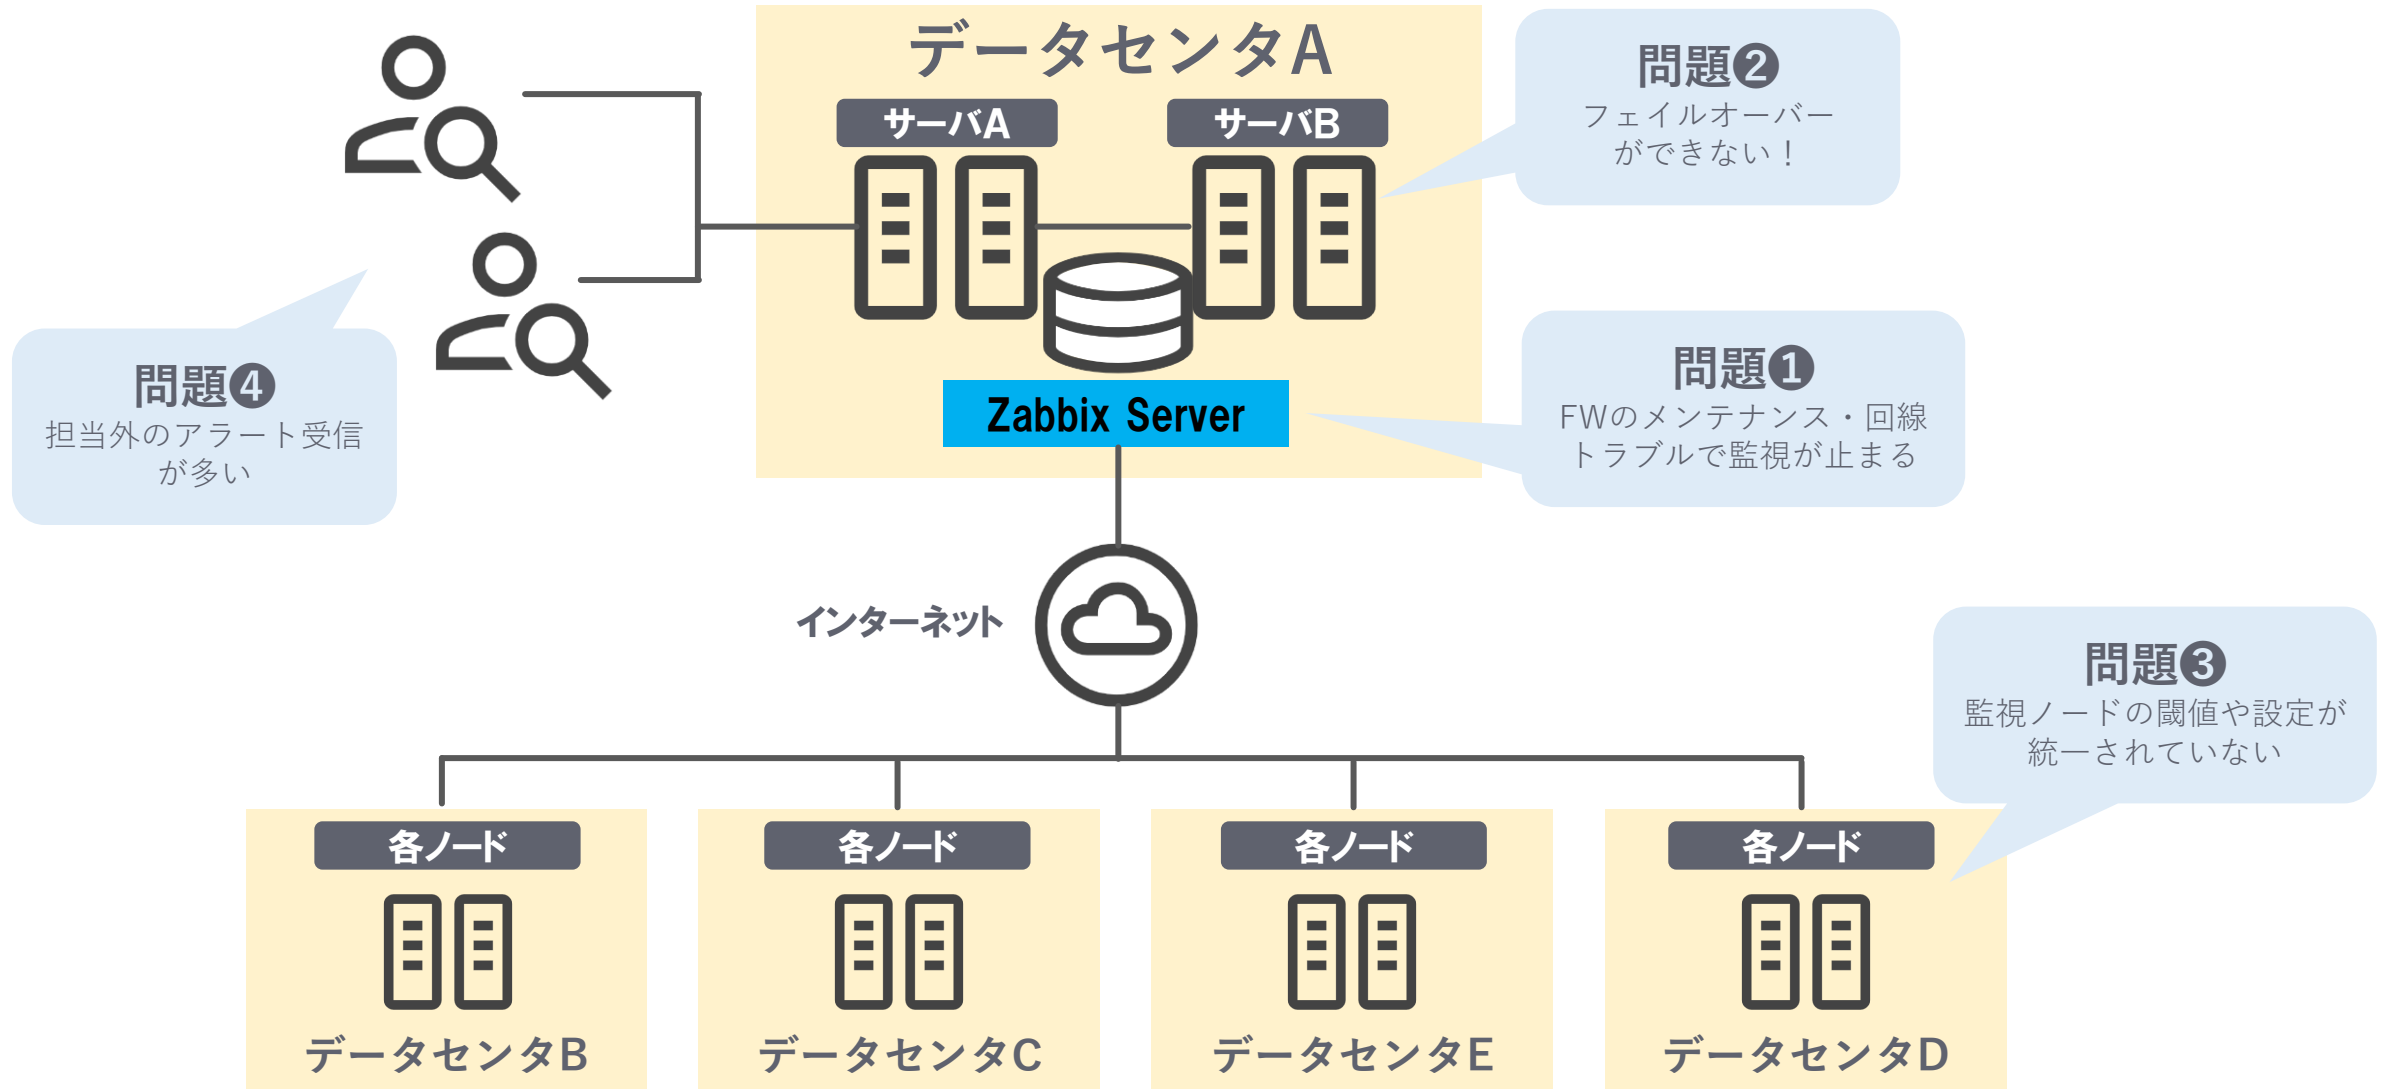 データセンタA
サーバA
サーバB
問題❷
フェイルオーバー
ができない！
問題❹
担当外のアラート受信
が多い
Zabbix Server
問題❶
FWのメンテナンス・回線
トラブルで監視が止まる
インターネット
問題❸
監視ノードの閾値や設定が
統一されていない
各ノード
各ノード
各ノード
各ノード
データセンタB
データセンタC
データセンタE
データセンタD